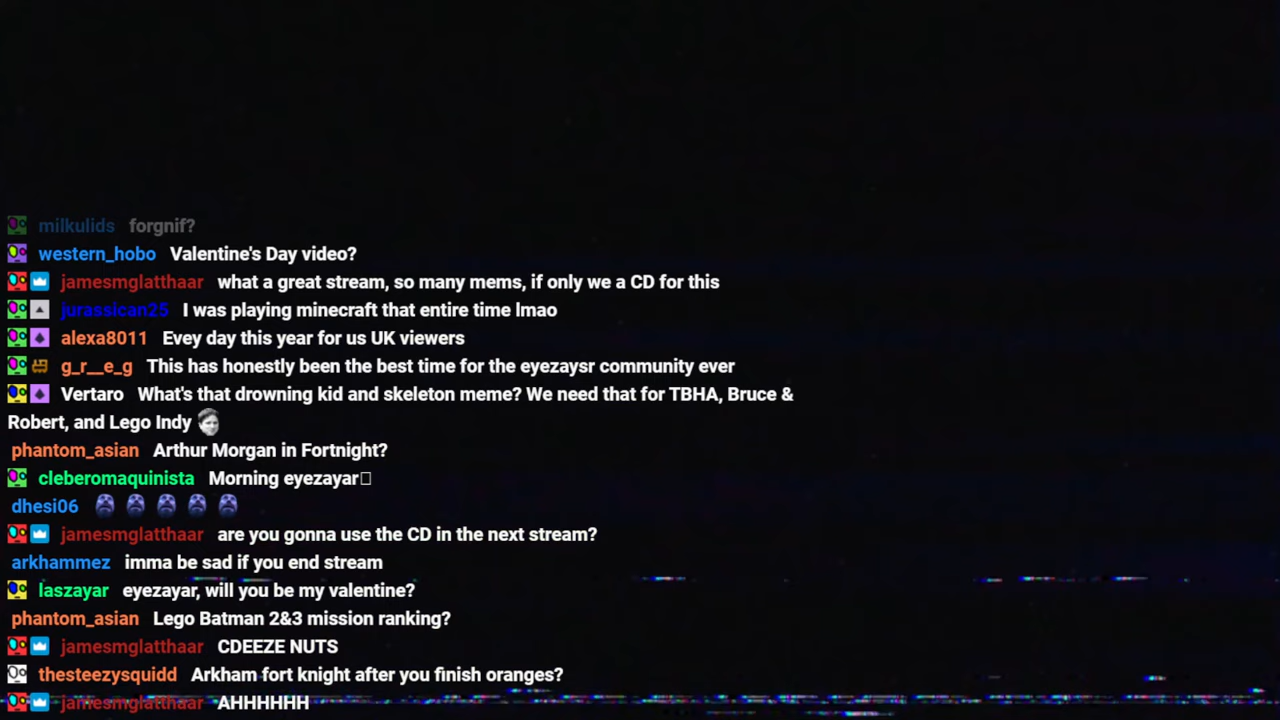 milkulids forgnif?
western_hobo Valentine's Day video?
jamesmglatthaar what a great stream, so many mems, if only we a CD for this
jurassican25 I was playing minecraft that entire time lmao
alexa8011 Evey day this year for us UK viewers
g_r__e_g This has honestly been the best time for the eyezaysr community ever
Vertaro What's that drowning kid and skeleton meme? We need that for TBHA, Bruce &
Robert, and Lego Indy
phantom_asian Arthur Morgan in Fortnight?
cleberomaquinista Morning eyezayar
dhesi06
jamesmglatthaar are you gonna use the CD in the next stream?
arkhammez imma be sad if you end stream
laszayar eyezayar, will you be my valentine?
phantom_asian Lego Batman 2&3 mission ranking?
jamesmglatthaar CDEEZE NUTS
thesteezysquidd Arkham fort knight after you finish oranges?
jamesmglatthaar AHHHHHH